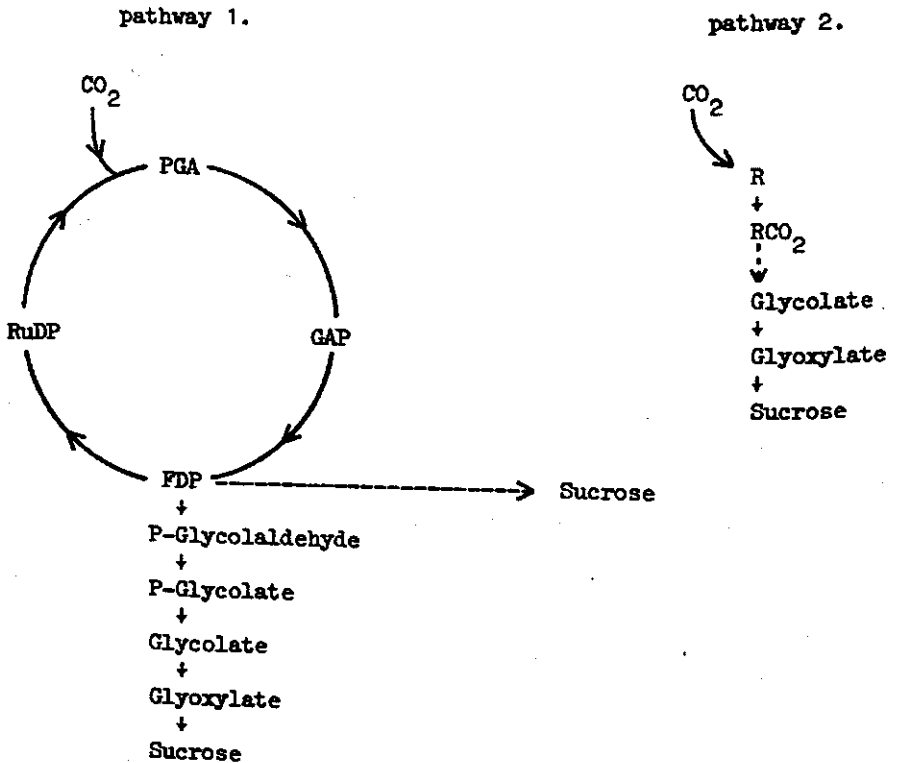 pathway 1.
CO2
PGA
RuDP
GAP
FDP
Sucrose
P-Glycolaldehyde
P-Glycolate
Glycolate
Glyoxylate
Sucrose
pathway 2.
CO2
R
RCO2
Glycolate
Glyoxylate
Sucrose